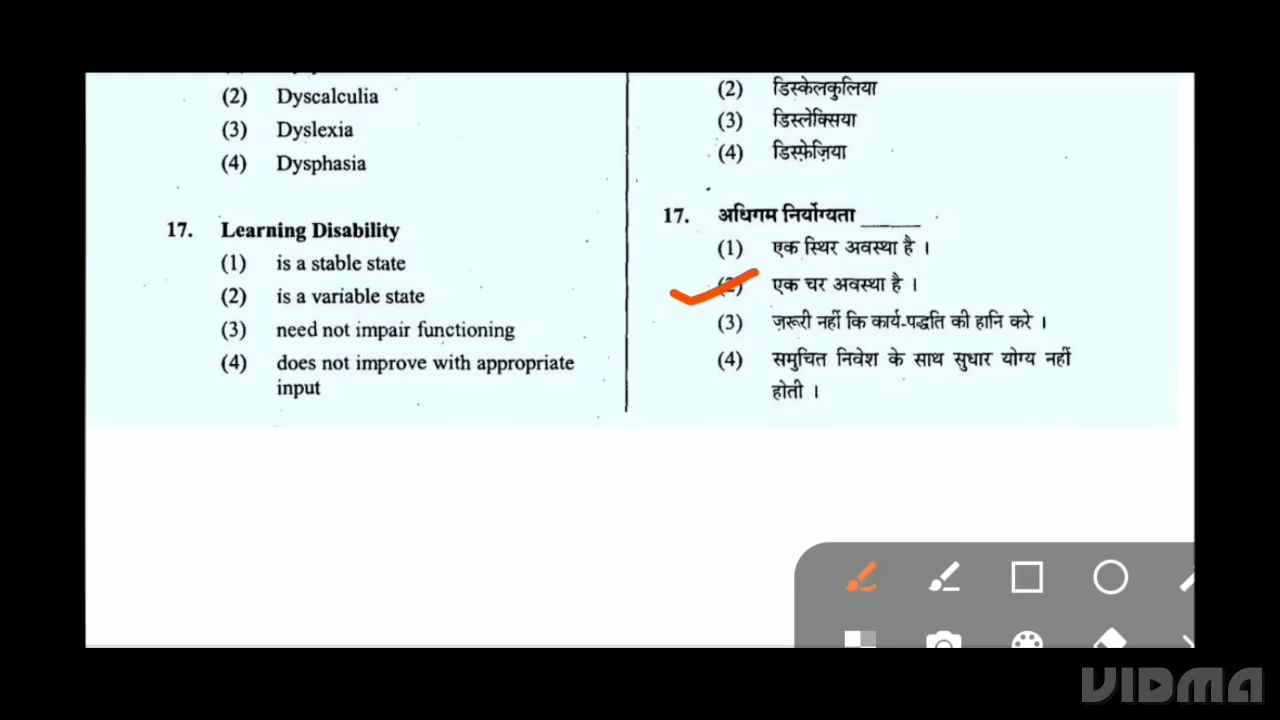 (2) Dyscalculia
(3) Dyslexia
(4) Dysphasia
17. Learning Disability
(1) is a stable state
(2) is a variable state
(3) need not impair functioning
(4) does not improve with appropriate
input
(2) डिस्केलकुलिया
(3) डिस्लेक्सिया
(4) डिस्फ़ेज़िया
17. अधिगम निर्योग्यता ______
(1) एक स्थिर अवस्था है ।
(2) एक चर अवस्था है ।
(3) ज़रूरी नहीं कि कार्य-पद्धति की हानि करे ।
(4) समुचित निवेश के साथ सुधार योग्य नहीं
होती ।
VIDMA